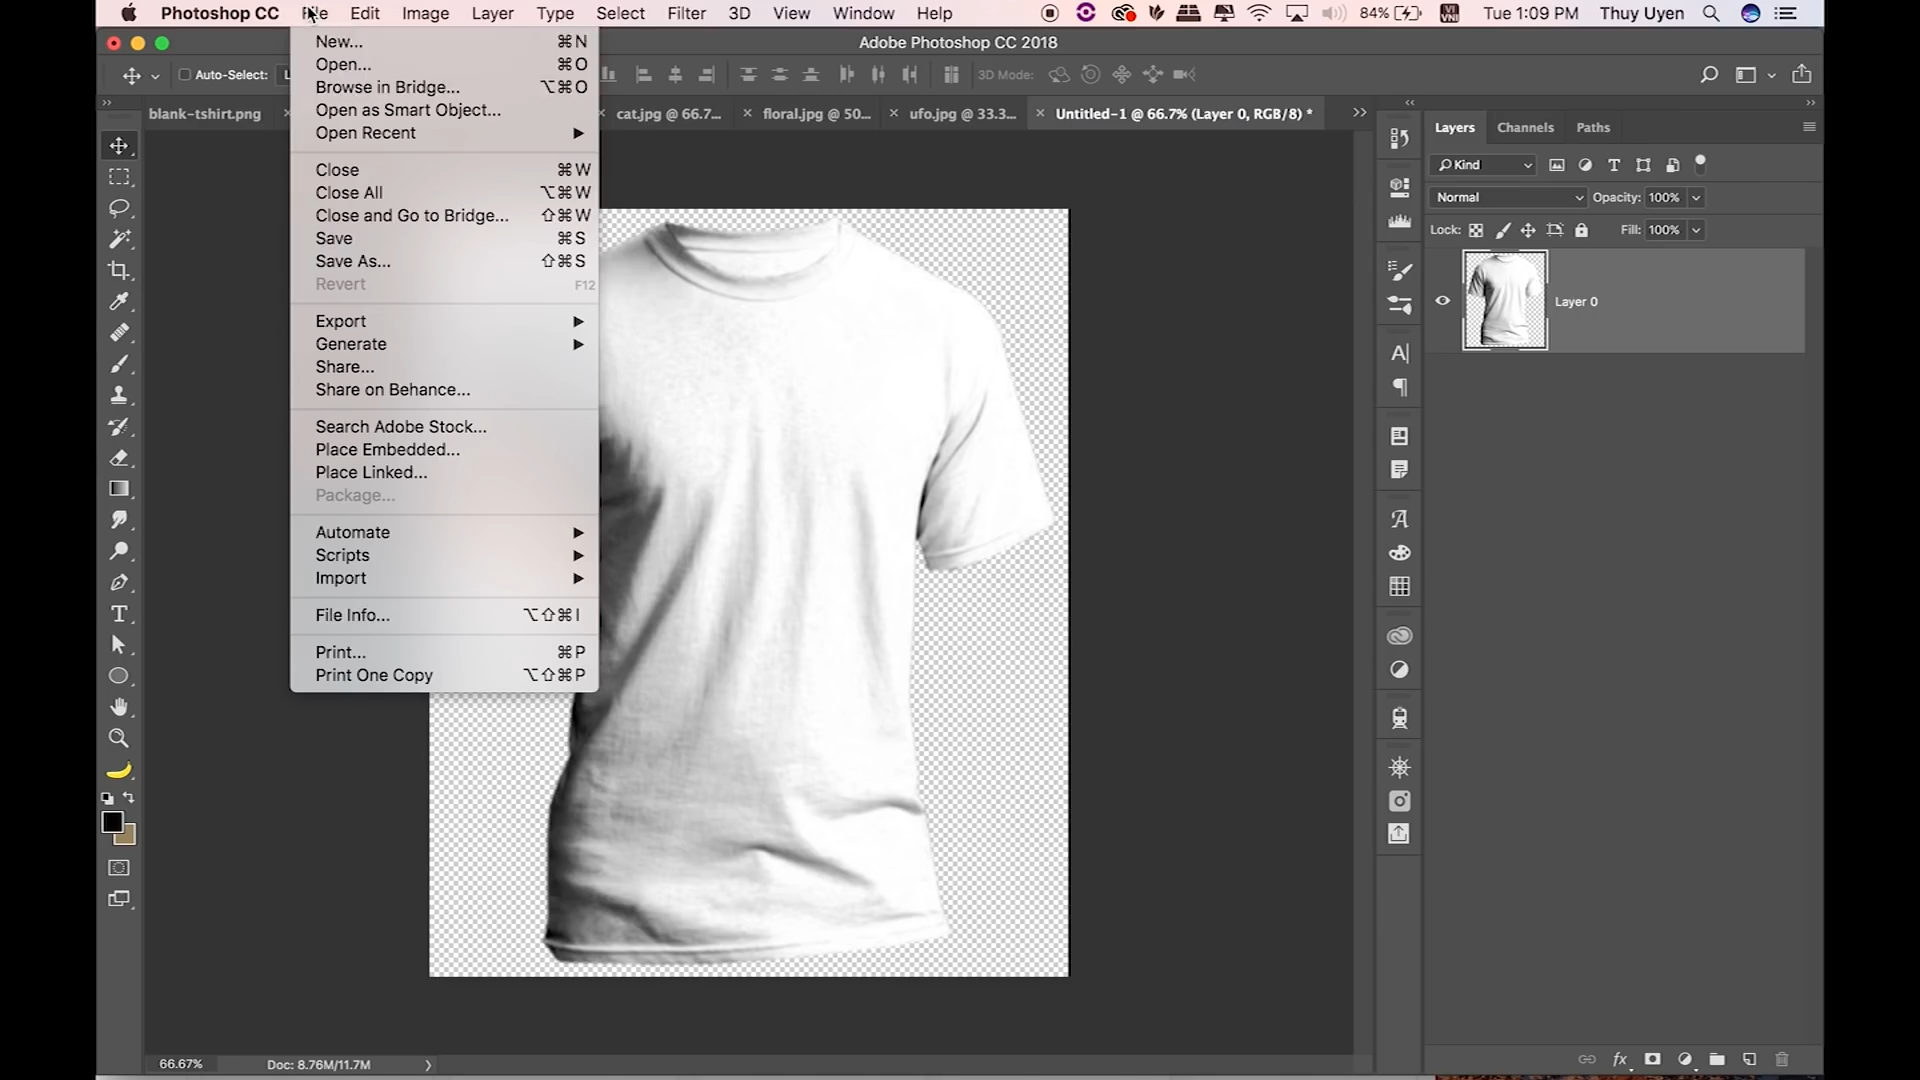 Photoshop CC File Edit Image Layer Type Select Filter 3D View Window Help 84% VI VNI Tue 1:09 PM Thuy Uyen
Adobe Photoshop CC 2018
Auto-Select: 3D Mode:
blank-tshirt.png cat.jpg @ 66.7... floral.jpg @ 50... ufo.jpg @ 33.3... Untitled-1 @ 66.7% (Layer 0, RGB/8) *
New... ⌘N
Open... ⌘O
Browse in Bridge... ⌥⌘O
Open as Smart Object...
Open Recent
Close ⌘W
Close All ⌥⌘W
Close and Go to Bridge... ⇧⌘W
Save ⌘S
Save As... ⇧⌘S
Revert F12
Export
Generate
Share...
Share on Behance...
Search Adobe Stock...
Place Embedded...
Place Linked...
Package...
Automate
Scripts
Import
File Info... ⌥⇧⌘I
Print... ⌘P
Print One Copy ⌥⇧⌘P
Layers Channels Paths
Kind
Normal Opacity: 100%
Lock: Fill: 100%
Layer 0
66.67% Doc: 8.76M/11.7M